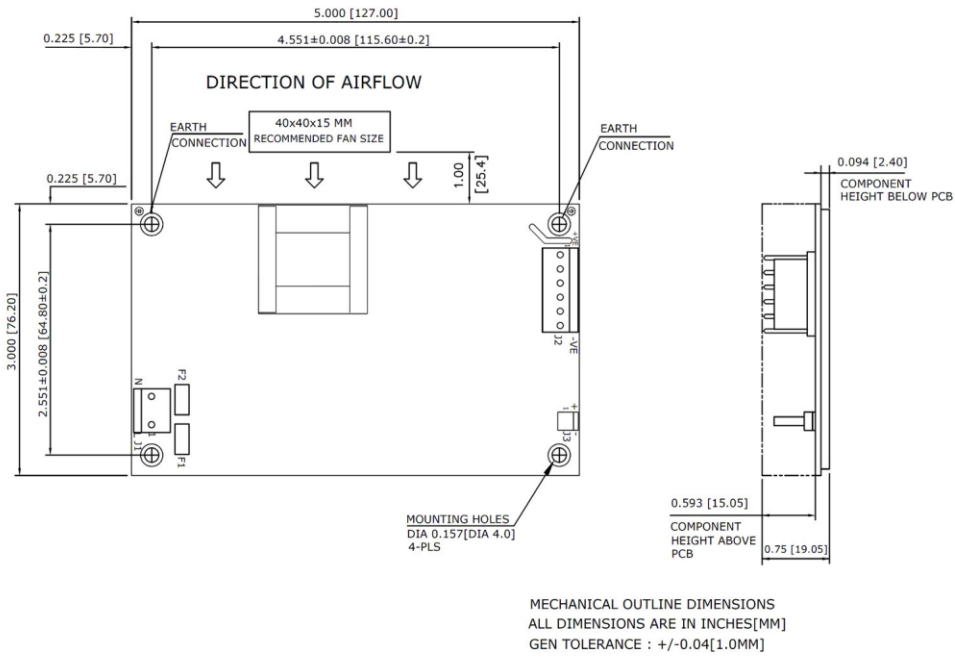 5.000 [127.00]
0.225 [5.70]
4.551±0.008 [115.60±0.2]
DIRECTION OF AIRFLOW
40x40x15 MM
RECOMMENDED FAN SIZE
EARTH
CONNECTION
EARTH
CONNECTION
1.00
[25.4]
0.225 [5.70]
0.094 [2.40]
COMPONENT
HEIGHT BELOW PCB
3.000 [76.20]
2.551±0.008 [64.80±0.2]
+VE
1
J2
-VE
N
F2
1
J1
F1
+
1
-
J3
MOUNTING HOLES
DIA 0.157[DIA 4.0]
4-PLS
0.593 [15.05]
COMPONENT
HEIGHT ABOVE
PCB
0.75 [19.05]
MECHANICAL OUTLINE DIMENSIONS
ALL DIMENSIONS ARE IN INCHES[MM]
GEN TOLERANCE : +/-0.04[1.0MM]